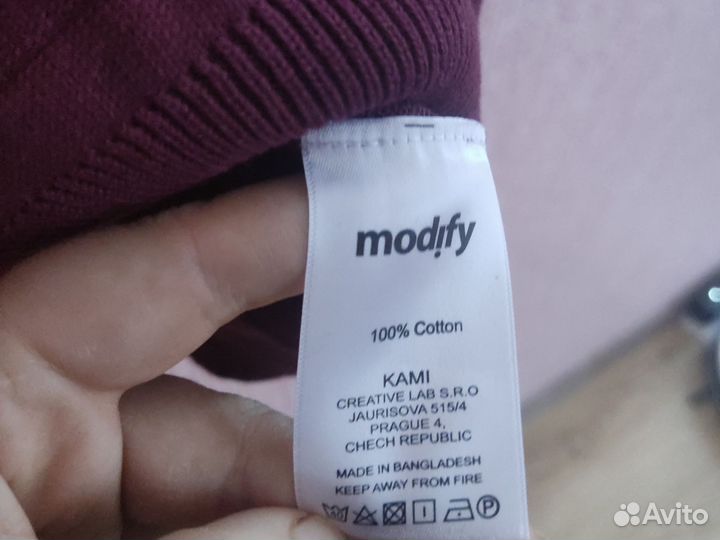 modify
100% Cotton
KAMI
CREATIVE LAB S.R.O
JAURISOVA 515/4
PRAGUE 4,
CHECH REPUBLIC
MADE IN BANGLADESH
KEEP AWAY FROM FIRE
P
Avito